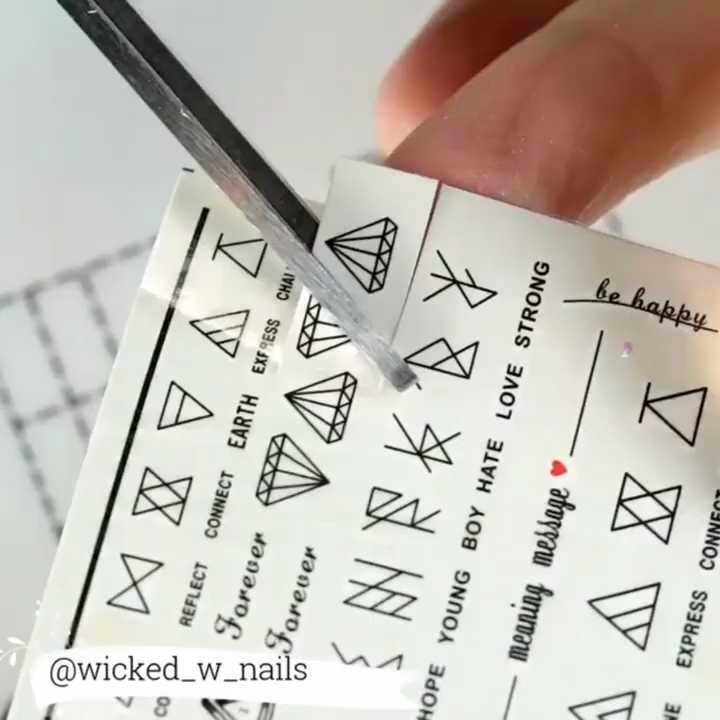 CHAI
EXPRESS
EARTH
CONNECT
REFLECT
Forever
Forever
HOPE YOUNG BOY HATE LOVE STRONG
be happy
meaning message
EXPRESS
CONNECT
@wicked_w_nails